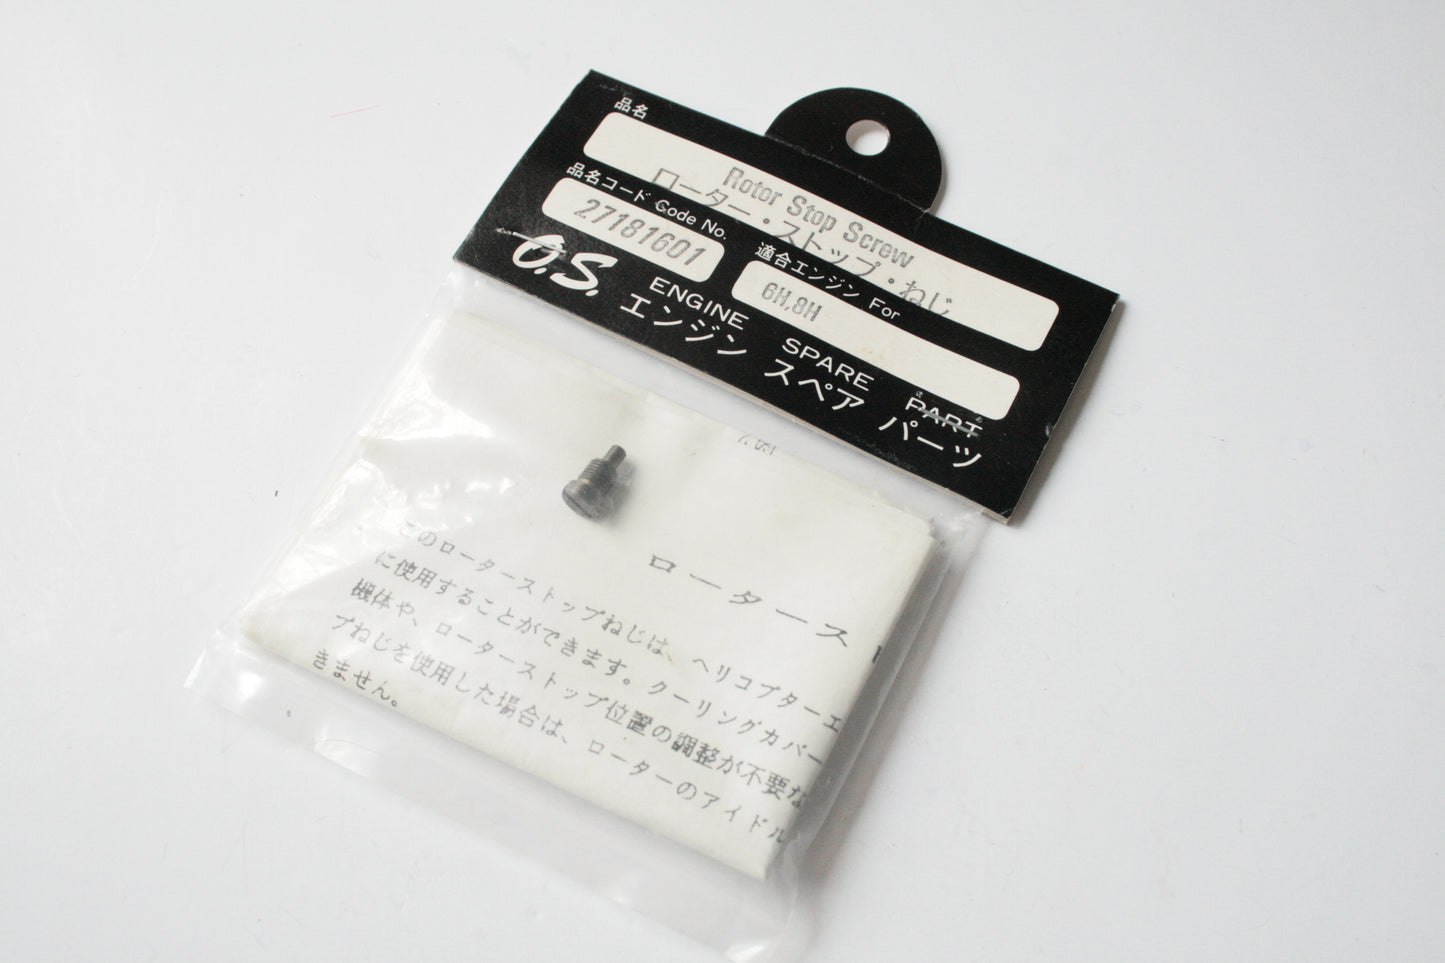 品名
Rotor Stop Screw
ローター・ストップ・ねじ
品名コード Code No.
27181601
適合エンジン For
6H,8H
O.S. ENGINE SPARE PART
エンジン スペア パーツ
ロータース
このローターストップねじは、ヘリコプターエ
に使用することができます。クーリングカバー
機体や、ローターストップ位置の調整が不要な
プねじを使用した場合は、ローターのアイドル
きません。